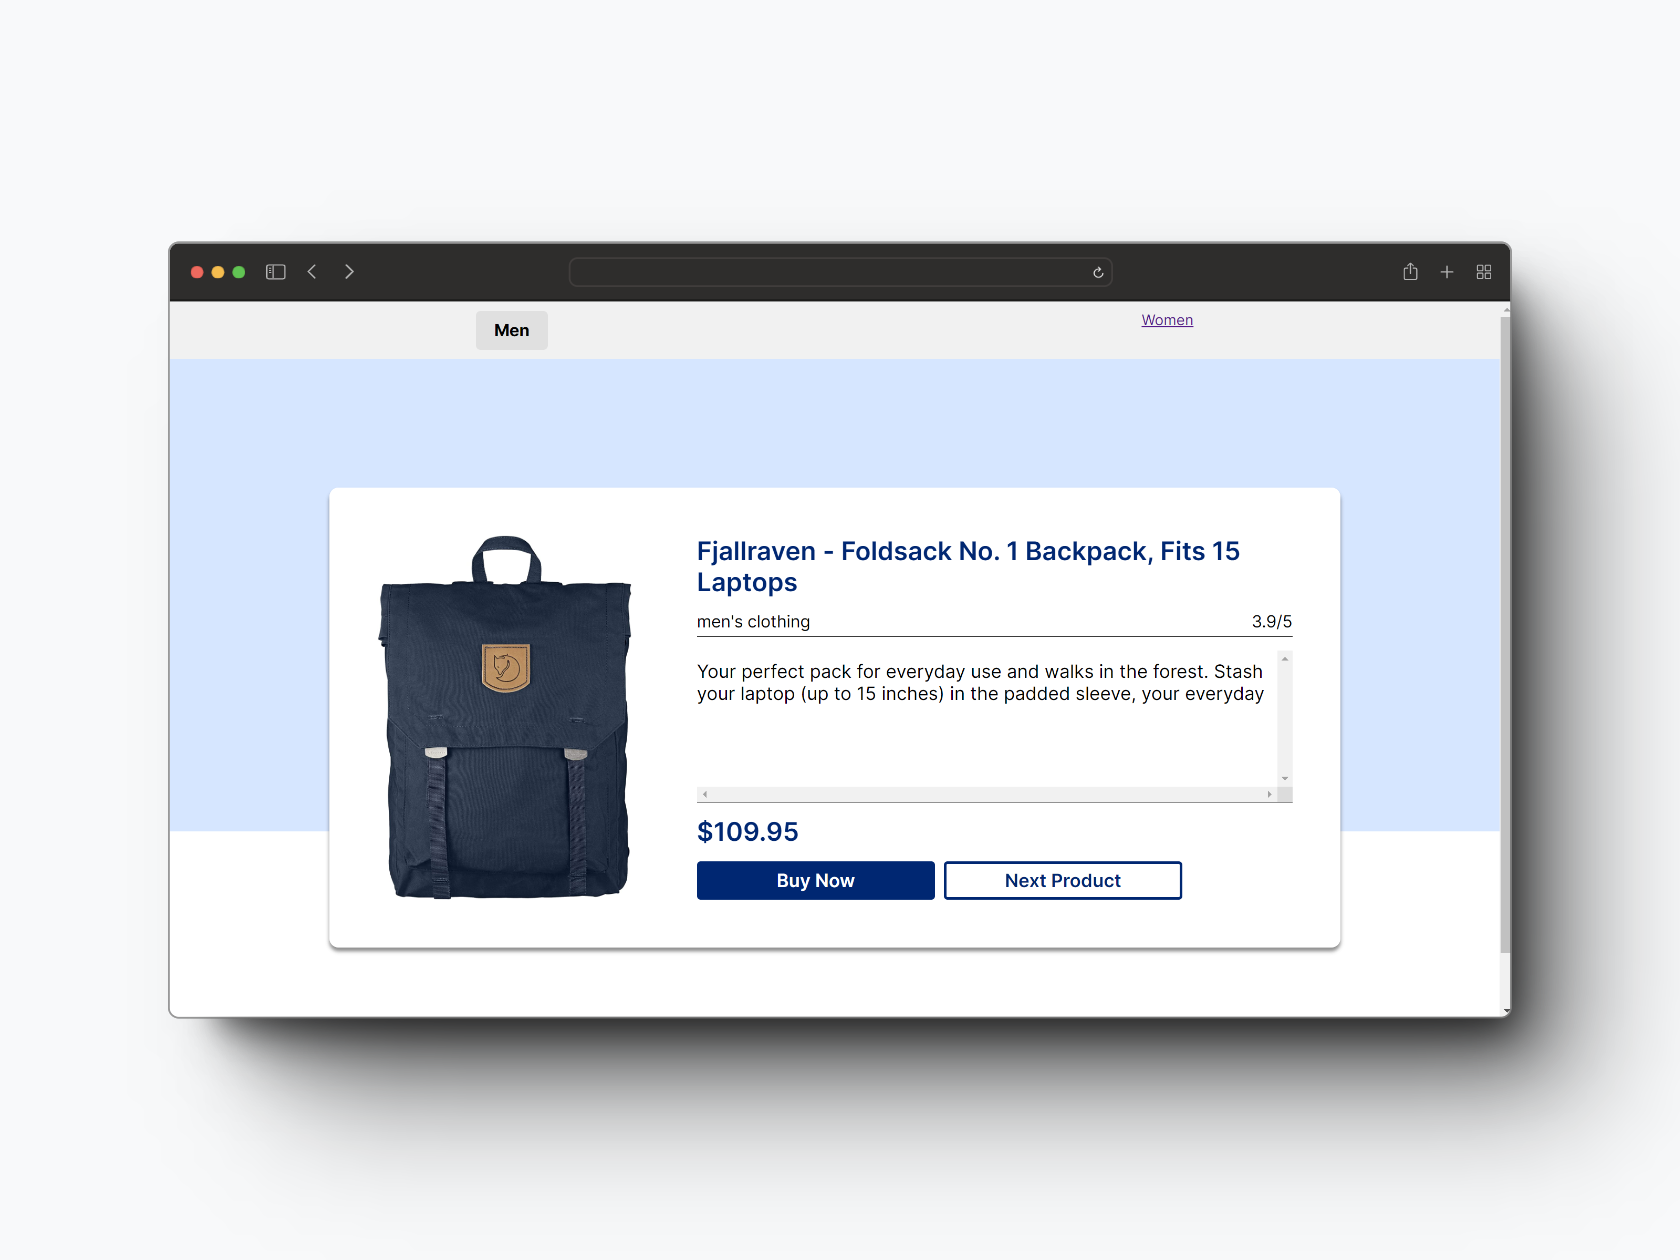 Men
Women
Fjallraven - Foldsack No. 1 Backpack, Fits 15
Laptops
men's clothing
3.9/5
Your perfect pack for everyday use and walks in the forest. Stash
your laptop (up to 15 inches) in the padded sleeve, your everyday
$109.95
Buy Now
Next Product